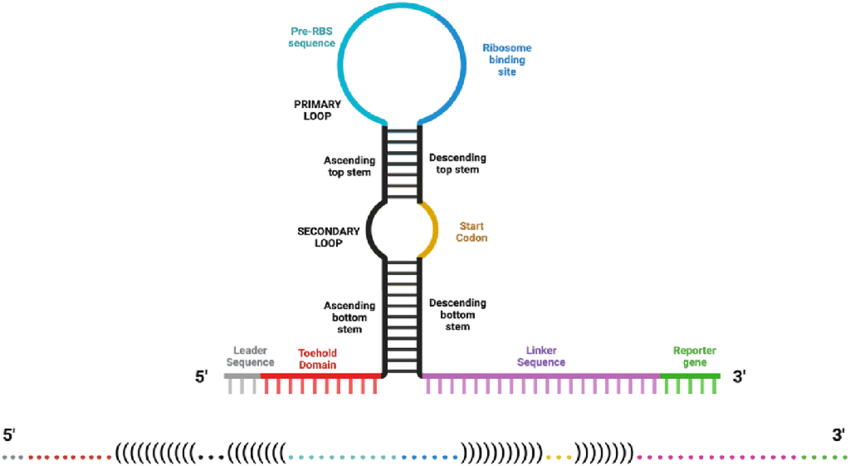 Pre-RBS
sequence
Ribosome
binding
site
PRIMARY
LOOP
Ascending
top stem
Descending
top stem
SECONDARY
LOOP
Start
Codon
Ascending
bottom
stem
Descending
bottom
stem
Leader
Sequence
Toehold
Domain
Linker
Sequence
Reporter
gene
5'
3'
5'
3'